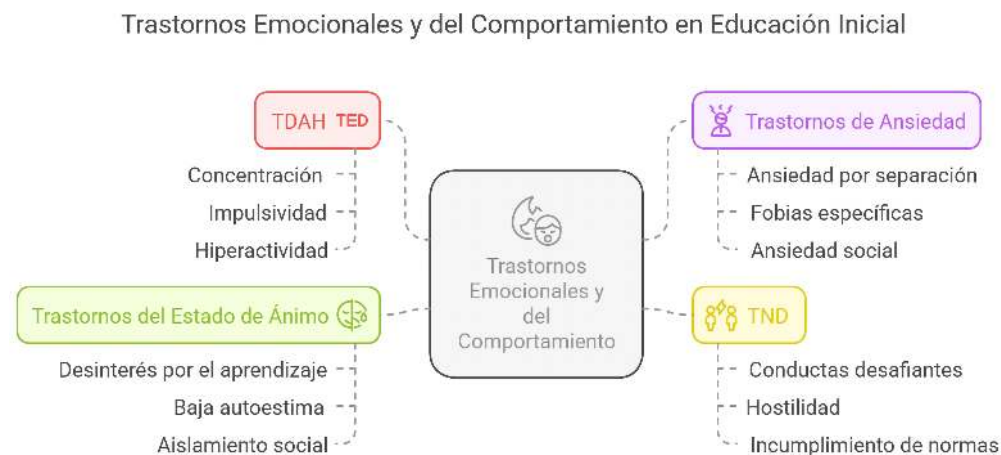 Trastornos Emocionales y del Comportamiento en Educación Inicial
TDAH TED
Concentración
Impulsividad
Hiperactividad
Trastornos de Ansiedad
Ansiedad por separación
Fobias específicas
Ansiedad social
Trastornos
Emocionales y
del
Comportamiento
Trastornos del Estado de Ánimo
Desinterés por el aprendizaje
Baja autoestima
Aislamiento social
TND
Conductas desafiantes
Hostilidad
Incumplimiento de normas